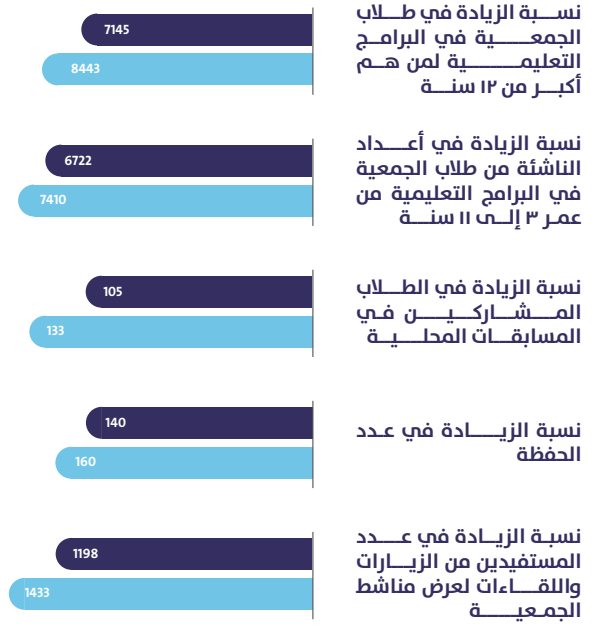 نسبة الزيادة في طلاب
الجمعية في البرامج
التعليمية لمن هم
أكبر من ١٢ سنة
7145
8443
نسبة الزيادة في أعداد
الناشئة من طلاب الجمعية
في البرامج التعليمية من
عمر ٣ إلى ١١ سنة
6722
7410
نسبة الزيادة في الطلاب
المشاركين في
المسابقات المحلية
105
133
نسبة الزيادة في عدد
الحفظة
140
160
نسبة الزيادة في عدد
المستفيدين من الزيارات
واللقاءات لعرض مناشط
الجمعية
1198
1433